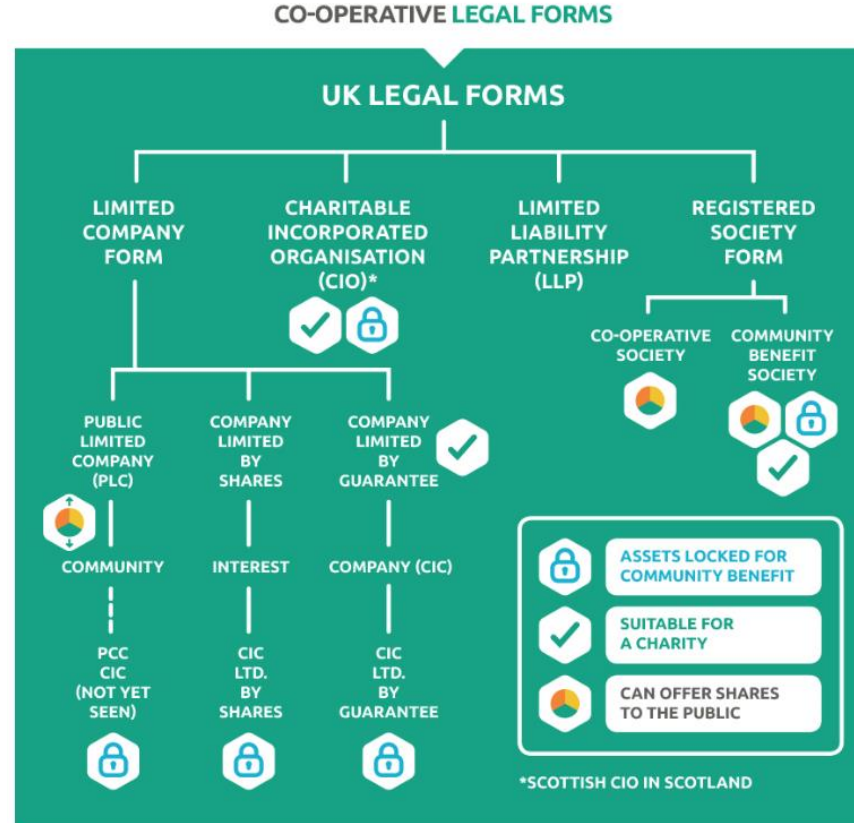 CO-OPERATIVE LEGAL FORMS
UK LEGAL FORMS
LIMITED
COMPANY
FORM
CHARITABLE
INCORPORATED
ORGANISATION
(CIO)*
LIMITED
LIABILITY
PARTNERSHIP
(LLP)
REGISTERED
SOCIETY
FORM
CO-OPERATIVE
SOCIETY
COMMUNITY
BENEFIT
SOCIETY
PUBLIC
LIMITED
COMPANY
(PLC)
COMPANY
LIMITED
BY
SHARES
COMPANY
LIMITED
BY
GUARANTEE
COMMUNITY
INTEREST
COMPANY (CIC)
PCC
CIC
(NOT YET
SEEN)
CIC
LTD.
BY
SHARES
CIC
LTD.
BY
GUARANTEE
ASSETS LOCKED FOR
COMMUNITY BENEFIT
SUITABLE FOR
A CHARITY
CAN OFFER SHARES
TO THE PUBLIC
*SCOTTISH CIO IN SCOTLAND